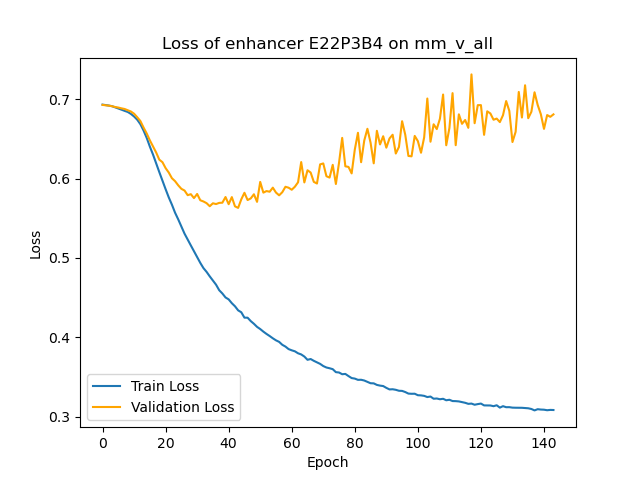 Loss of enhancer E22P3B4 on mm_v_all
0.7
0.6
0.5
0.4
0.3
Loss
Train Loss
Validation Loss
0 20 40 60 80 100 120 140
Epoch